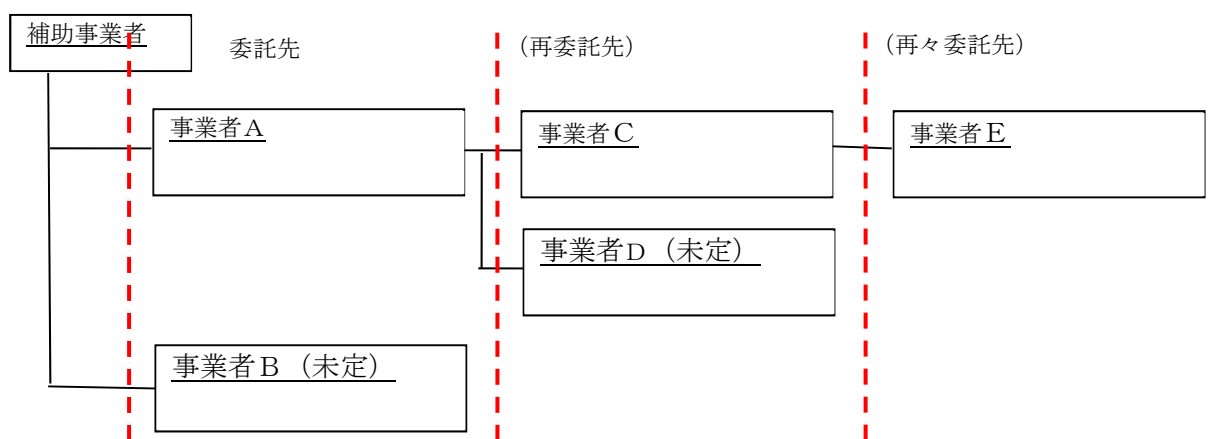 補助事業者
委託先
（再委託先）
（再々委託先）
事業者A
事業者C
事業者E
事業者D（未定）
事業者B（未定）